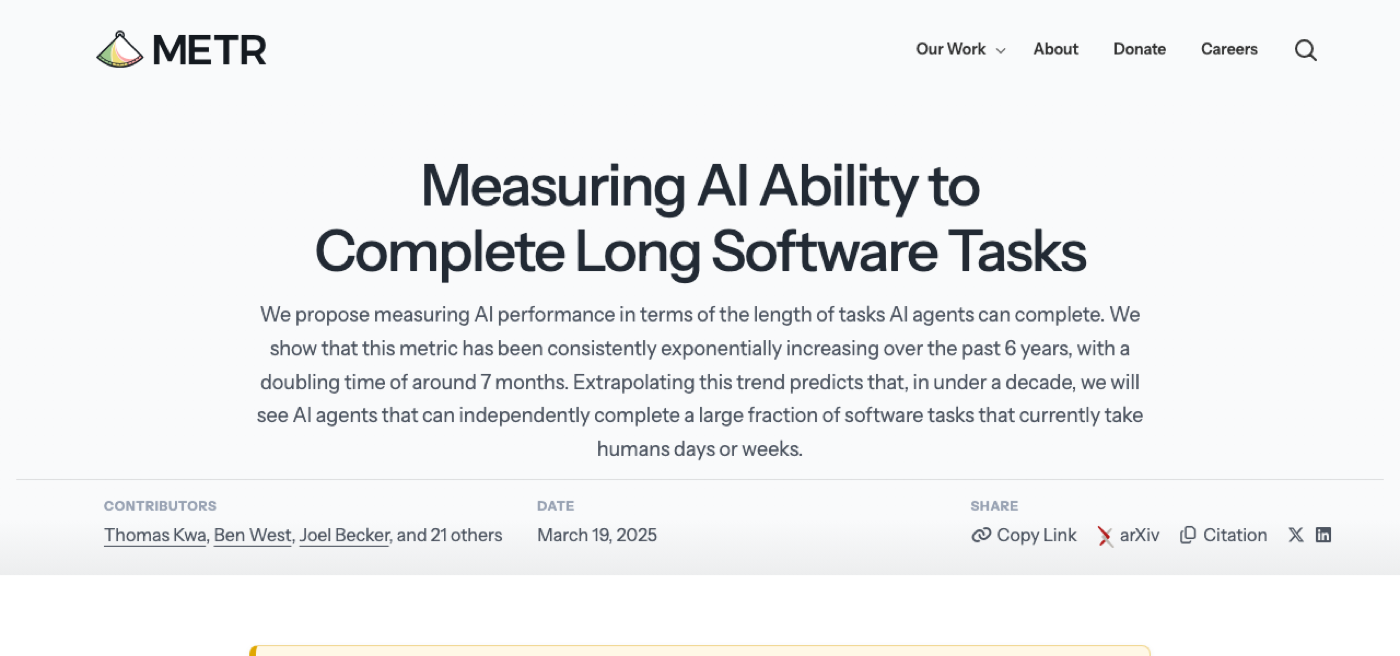 METR
Our Work About Donate Careers
Measuring AI Ability to
Complete Long Software Tasks
We propose measuring AI performance in terms of the length of tasks AI agents can complete. We
show that this metric has been consistently exponentially increasing over the past 6 years, with a
doubling time of around 7 months. Extrapolating this trend predicts that, in under a decade, we will
see AI agents that can independently complete a large fraction of software tasks that currently take
humans days or weeks.
CONTRIBUTORS
Thomas Kwa, Ben West, Joel Becker, and 21 others
DATE
March 19, 2025
SHARE
Copy Link arXiv Citation